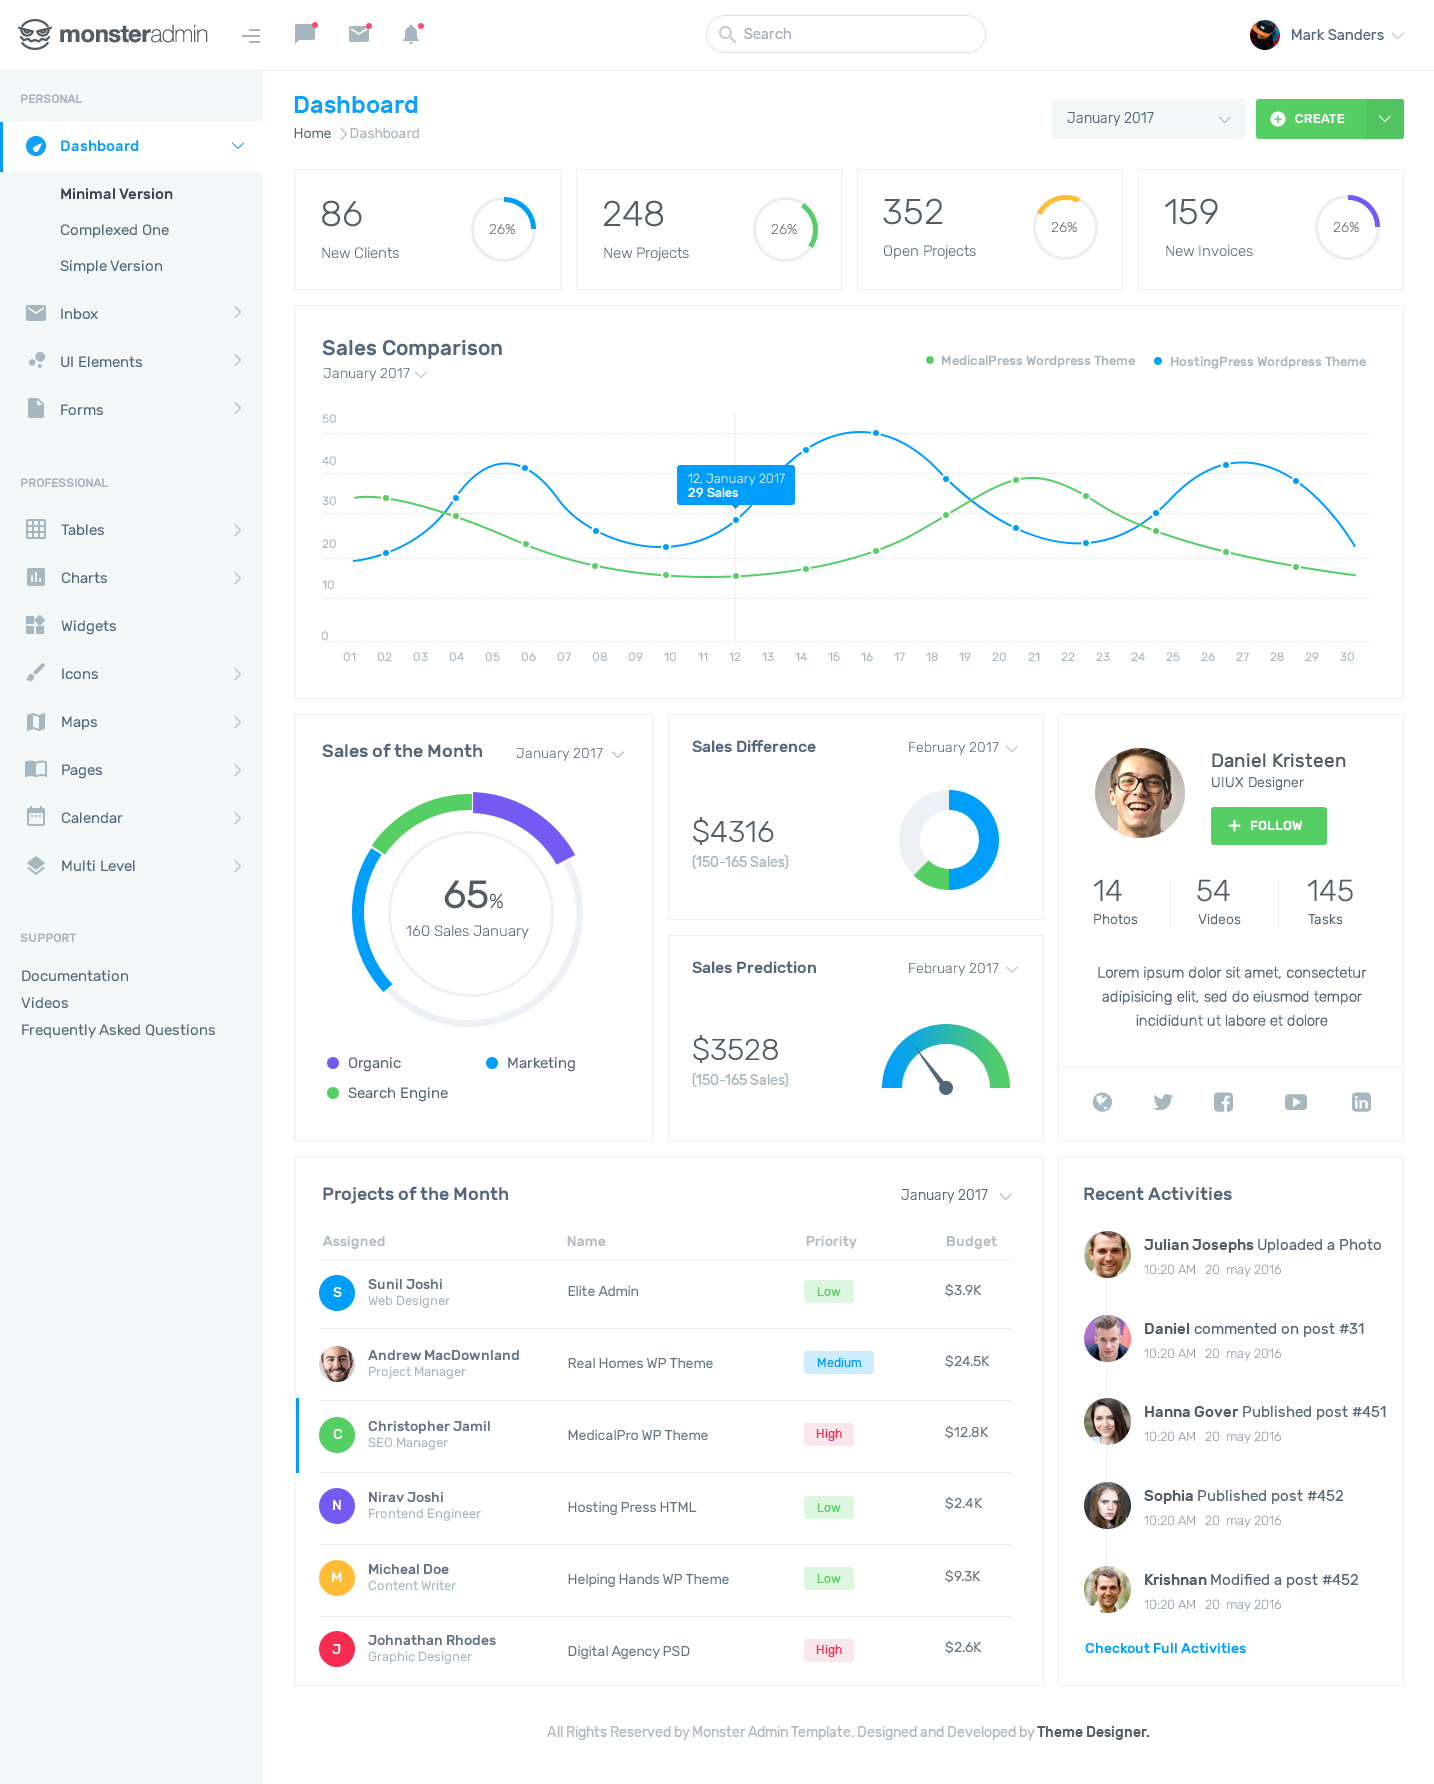 monsteradmin
Search
Mark Sanders
PERSONAL
Dashboard
Minimal Version
Complexed One
Simple Version
Inbox
UI Elements
Forms
PROFESSIONAL
Tables
Charts
Widgets
Icons
Maps
Pages
Calendar
Multi Level
SUPPORT
Documentation
Videos
Frequently Asked Questions
Dashboard
Home Dashboard
January 2017
CREATE
86
New Clients
26%
248
New Projects
26%
352
Open Projects
26%
159
New Invoices
26%
Sales Comparison
January 2017
MedicalPress Wordpress Theme
HostingPress Wordpress Theme
50
40
30
20
10
0
12, January 2017
29 Sales
01 02 03 04 05 06 07 08 09 10 11 12 13 14 15 16 17 18 19 20 21 22 23 24 25 26 27 28 29 30
Sales of the Month
January 2017
65%
160 Sales January
Organic
Marketing
Search Engine
Sales Difference
February 2017
$4316
(150-165 Sales)
Sales Prediction
February 2017
$3528
(150-165 Sales)
Daniel Kristeen
UIUX Designer
FOLLOW
14
Photos
54
Videos
145
Tasks
Lorem ipsum dolor sit amet, consectetur
adipisicing elit, sed do eiusmod tempor
incididunt ut labore et dolore
Projects of the Month
January 2017
Assigned Name Priority Budget
S
Sunil Joshi
Web Designer
Elite Admin
Low
$3.9K
Andrew MacDownland
Project Manager
Real Homes WP Theme
Medium
$24.5K
C
Christopher Jamil
SEO Manager
MedicalPro WP Theme
High
$12.8K
N
Nirav Joshi
Frontend Engineer
Hosting Press HTML
Low
$2.4K
M
Micheal Doe
Content Writer
Helping Hands WP Theme
Low
$9.3K
J
Johnathan Rhodes
Graphic Designer
Digital Agency PSD
High
$2.6K
Recent Activities
Julian Josephs Uploaded a Photo
10:20 AM 20 may 2016
Daniel commented on post #31
10:20 AM 20 may 2016
Hanna Gover Published post #451
10:20 AM 20 may 2016
Sophia Published post #452
10:20 AM 20 may 2016
Krishnan Modified a post #452
10:20 AM 20 may 2016
Checkout Full Activities
All Rights Reserved by Monster Admin Template. Designed and Developed by Theme Designer.